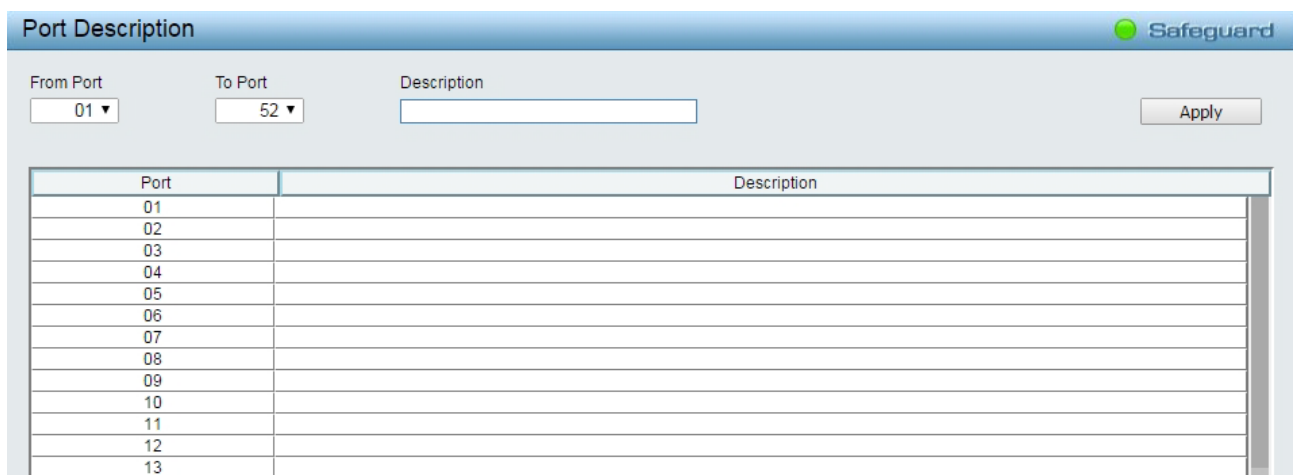 Port Description
Safeguard
From Port To Port Description
01 52
Apply
Port Description
01
02
03
04
05
06
07
08
09
10
11
12
13